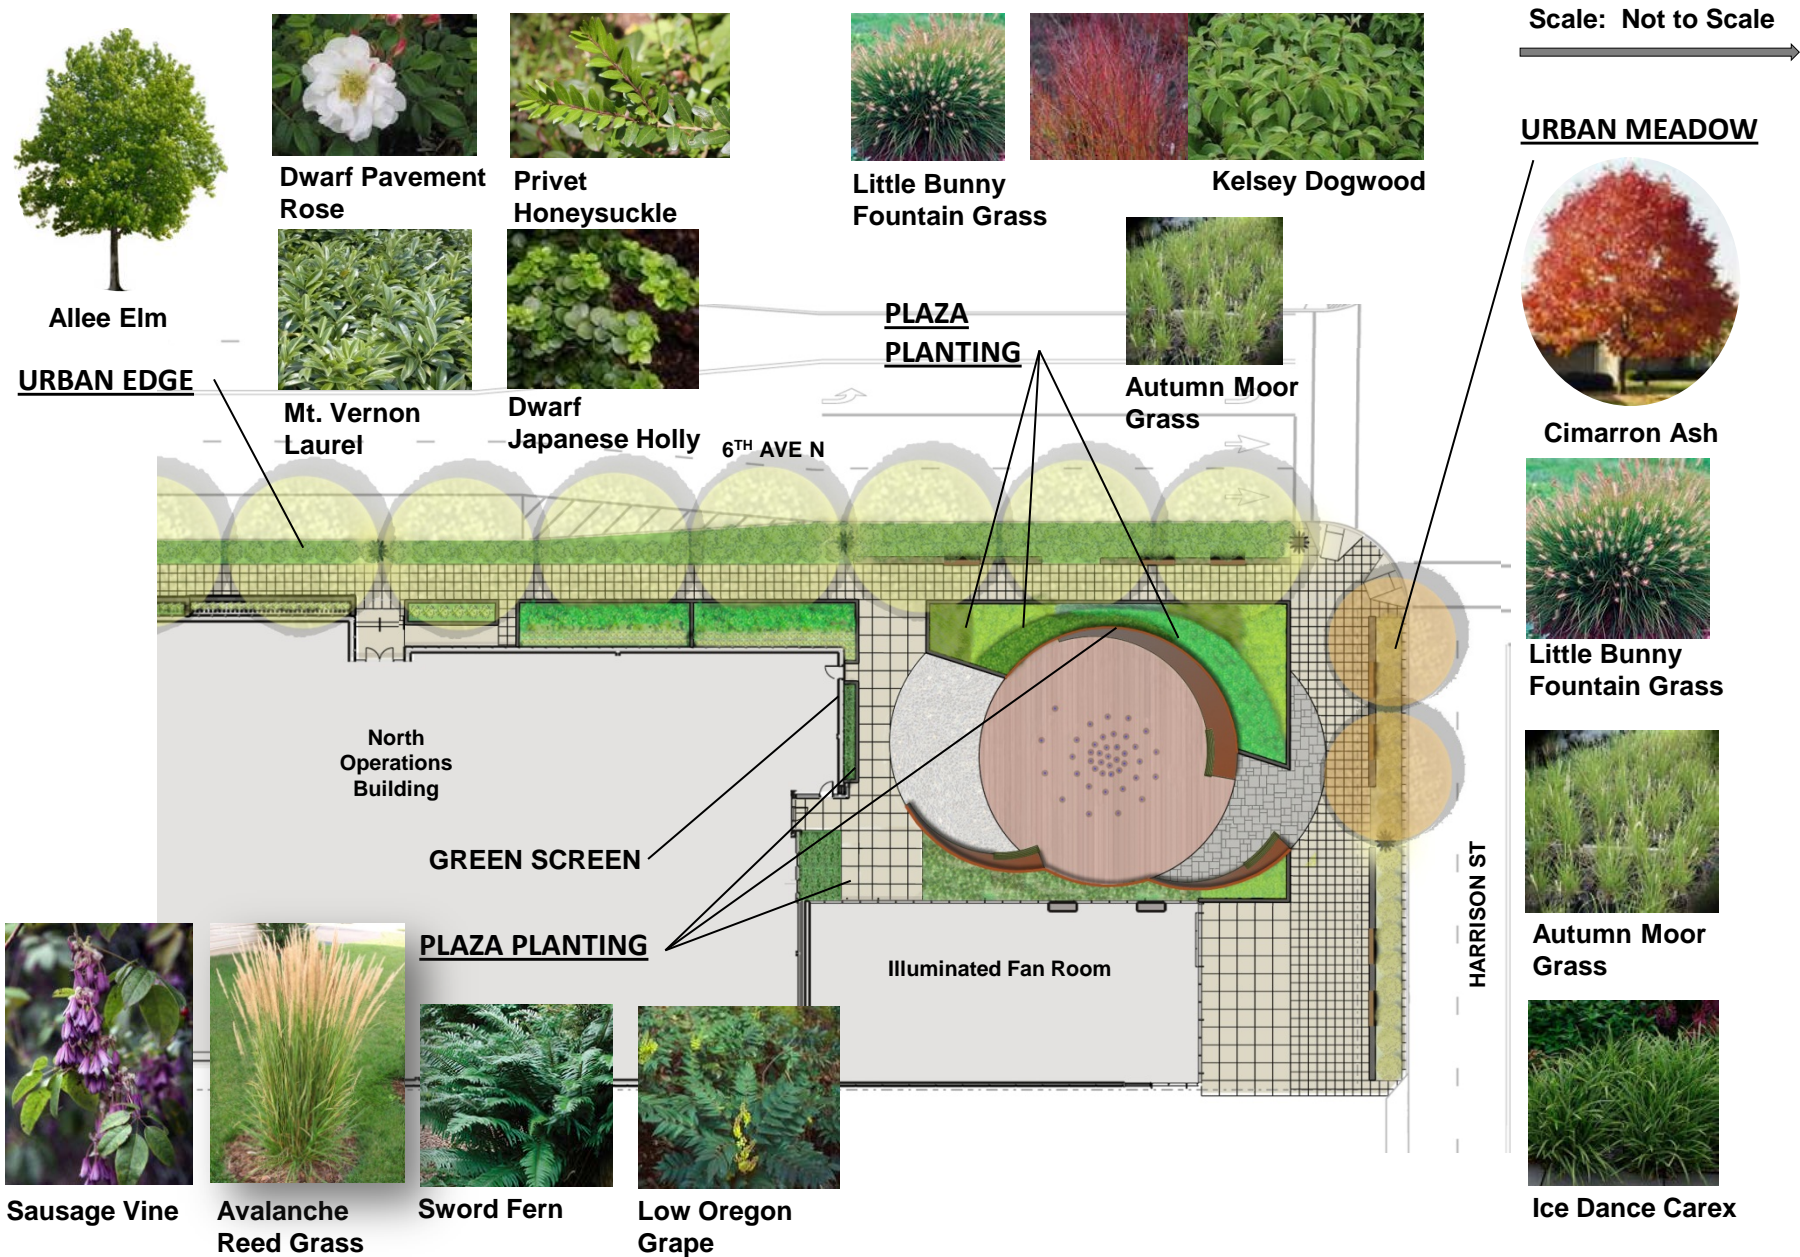 Scale:  Not to Scale
URBAN MEADOW
Dwarf Pavement
Rose
Privet
Honeysuckle
Little Bunny
Fountain Grass
Kelsey Dogwood
Allee Elm
URBAN EDGE
Mt. Vernon
Laurel
Dwarf
Japanese Holly
PLAZA
PLANTING
Autumn Moor
Grass
Cimarron Ash
6TH AVE N
Little Bunny
Fountain Grass
North
Operations
Building
GREEN SCREEN
PLAZA PLANTING
Illuminated Fan Room
HARRISON ST
Autumn Moor
Grass
Sausage Vine
Avalanche
Reed Grass
Sword Fern
Low Oregon
Grape
Ice Dance Carex